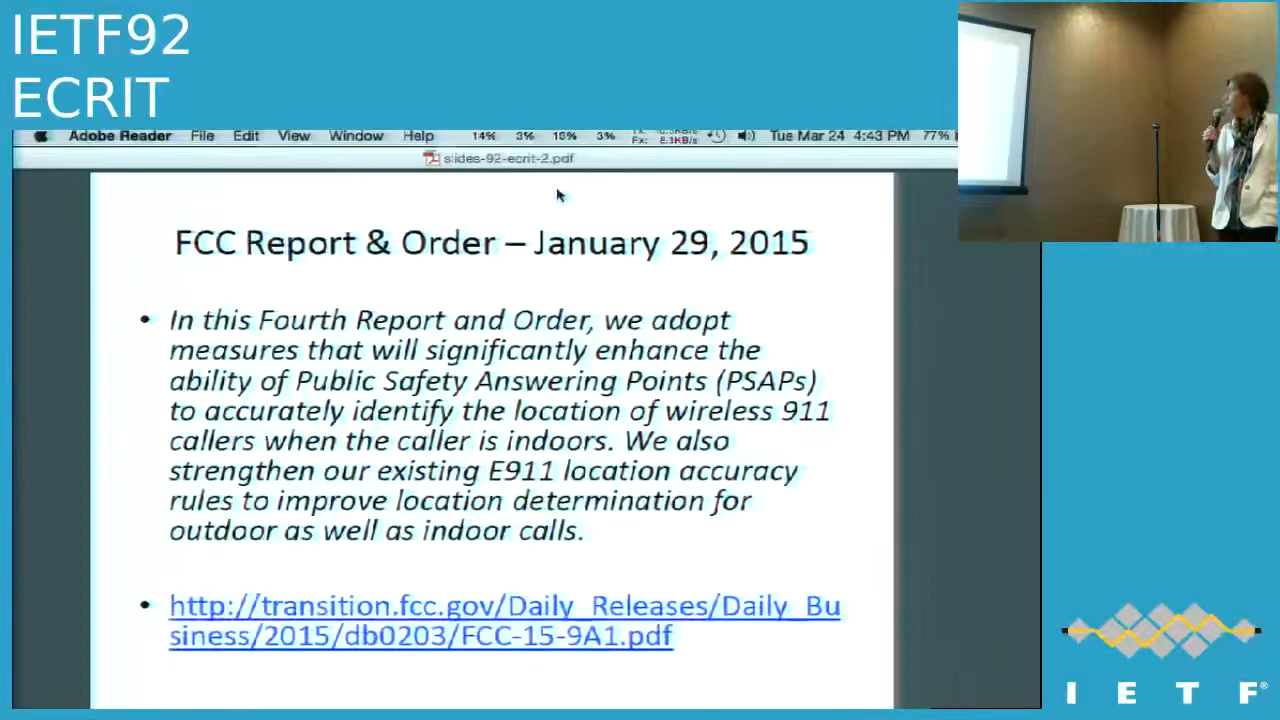 IETF92
ECRIT
Adobe Reader File Edit View Window Help 14% 3% 16% 3% Tue Mar 24 4:43 PM 77%
slides-92-ecrit-2.pdf
FCC Report & Order – January 29, 2015
• In this Fourth Report and Order, we adopt
measures that will significantly enhance the
ability of Public Safety Answering Points (PSAPs)
to accurately identify the location of wireless 911
callers when the caller is indoors. We also
strengthen our existing E911 location accuracy
rules to improve location determination for
outdoor as well as indoor calls.
• http://transition.fcc.gov/Daily_Releases/Daily_Bu
siness/2015/db0203/FCC-15-9A1.pdf
I E T F®